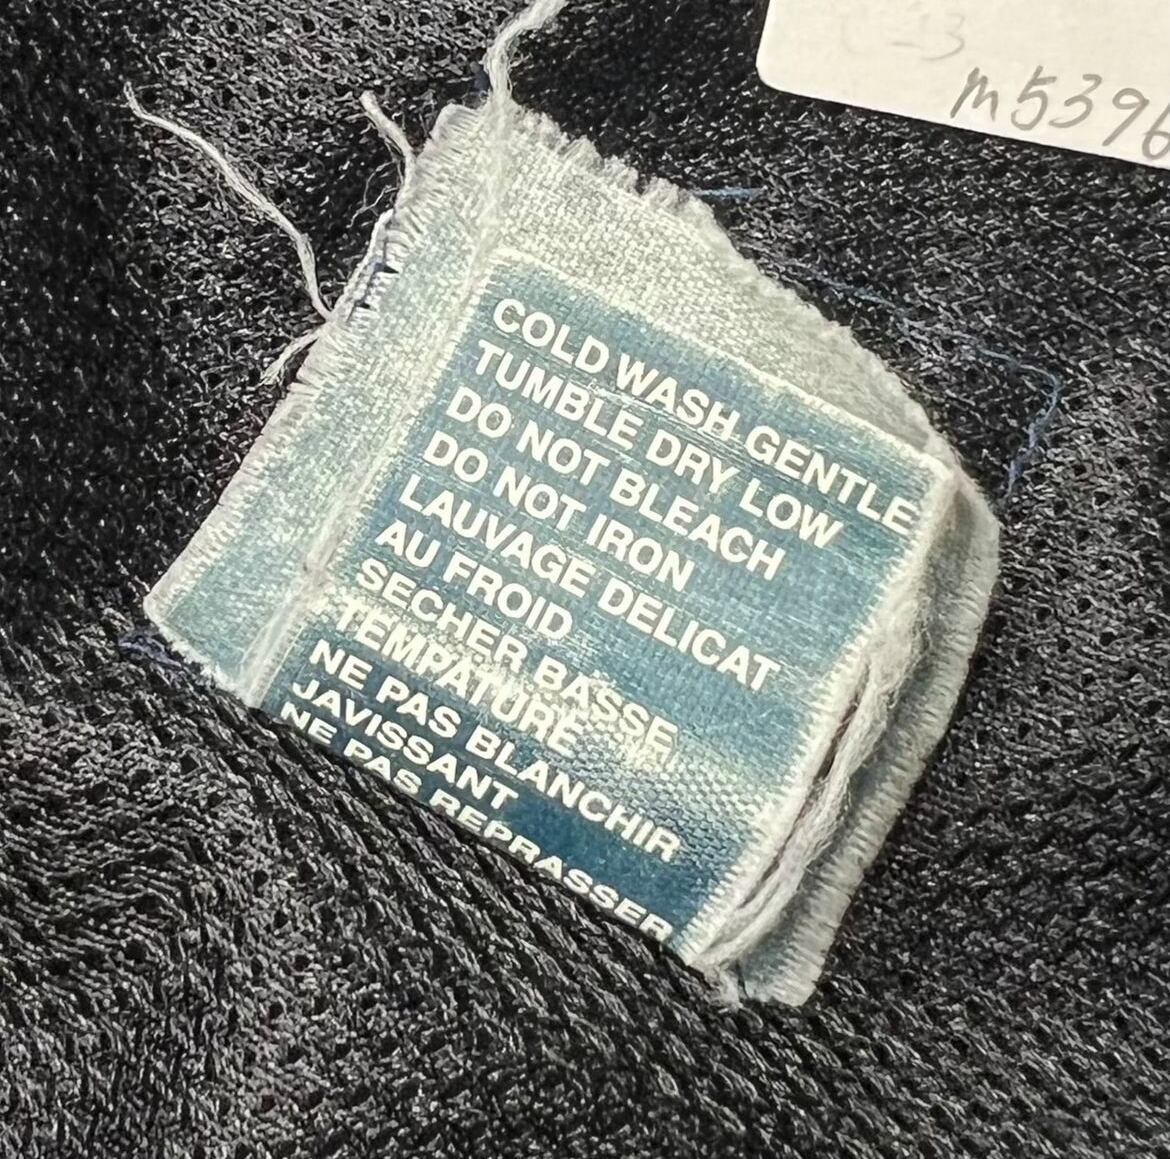 m5396
COLD WASH GENTLE
TUMBLE DRY LOW
DO NOT BLEACH
DO NOT IRON
LAUVAGE DELICAT
AU FROID
SECHER BASSE
TEMPATURE
NE PAS BLANCHIR
JAVISSANT
NE PAS REPRASSER